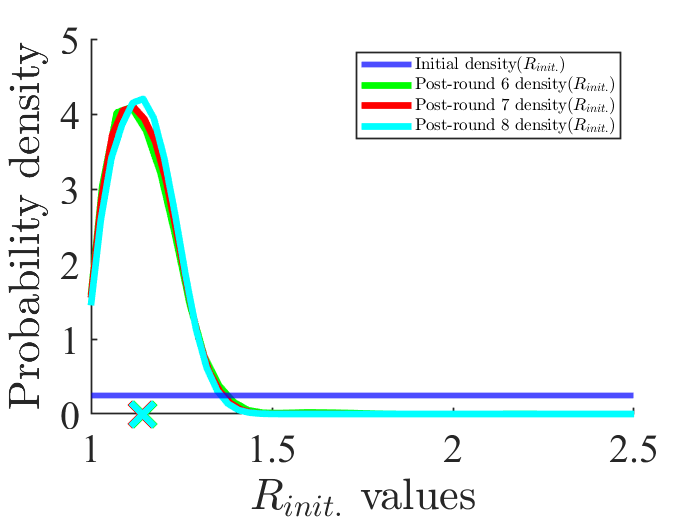 Probability density
5
4
3
2
1
0
Initial density(R_init.)
Post-round 6 density(R_init.)
Post-round 7 density(R_init.)
Post-round 8 density(R_init.)
1 1.5 2 2.5
R_init. values